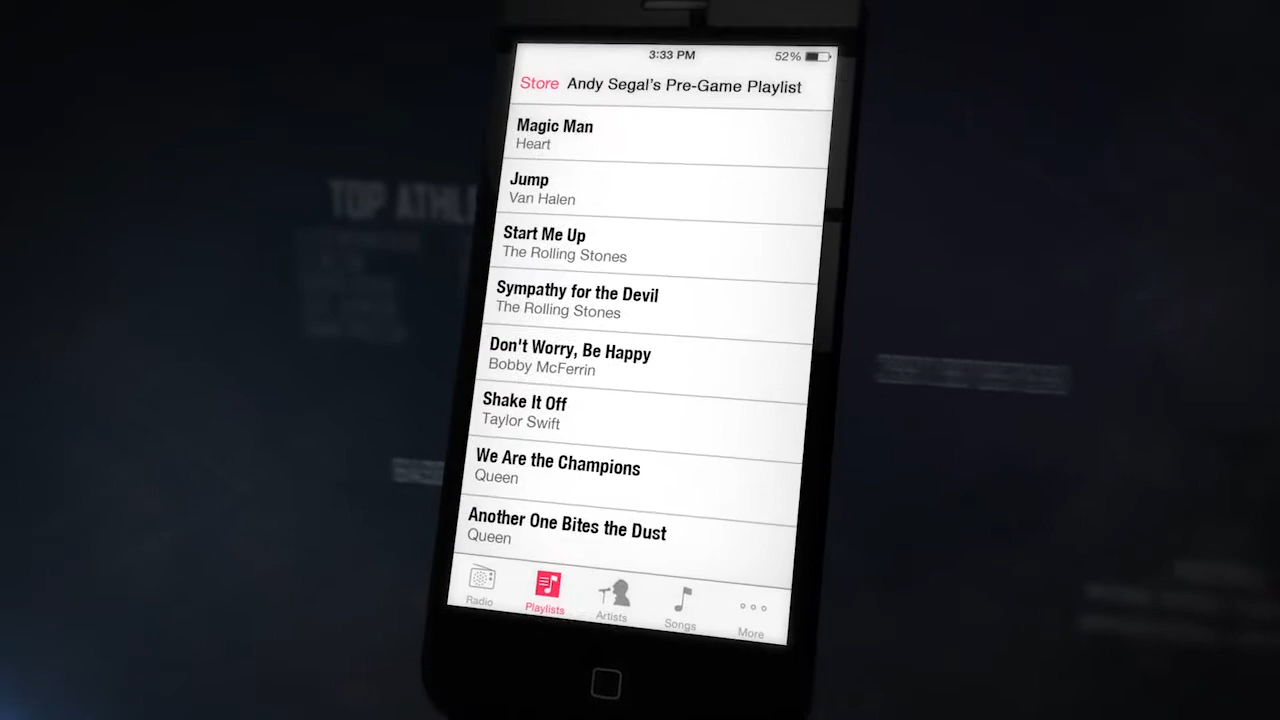 3:33 PM 52%
Store Andy Segal's Pre-Game Playlist
Magic Man
Heart
Jump
Van Halen
Start Me Up
The Rolling Stones
Sympathy for the Devil
The Rolling Stones
Don't Worry, Be Happy
Bobby McFerrin
Shake It Off
Taylor Swift
We Are the Champions
Queen
Another One Bites the Dust
Queen
Radio Playlists Artists Songs More
TOP